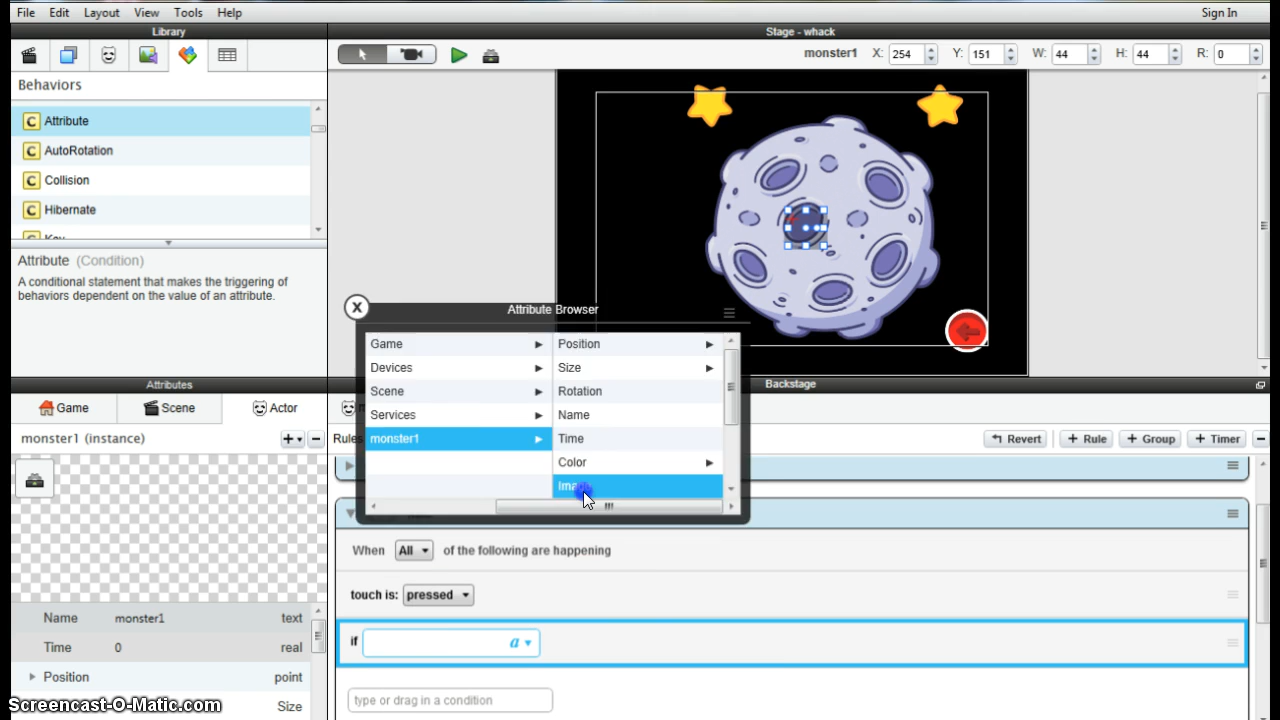 File Edit Attribute View Tools Help Sign In
Library
Stage - whack
monster1 X: 254 Y: 151 W: 44 H: 44 R: 0
Behaviors
C Attribute
C AutoRotation
C Collision
C Hibernate
Attribute (Condition)
A conditional statement that makes the triggering of
behaviors dependent on the value of an attribute.
Attribute Browser
Game
Devices
Scene
Services
monster1
Position
Size
Rotation
Name
Time
Color
Attributes
Backstage
Game Scene Actor
monster1 (instance)
Revert + Rule + Group + Timer
Name monster1 text
Time 0 real
Position point
Size
When All of the following are happening
touch is: pressed
if a
type or drag in a condition
Screencast-O-Matic.com